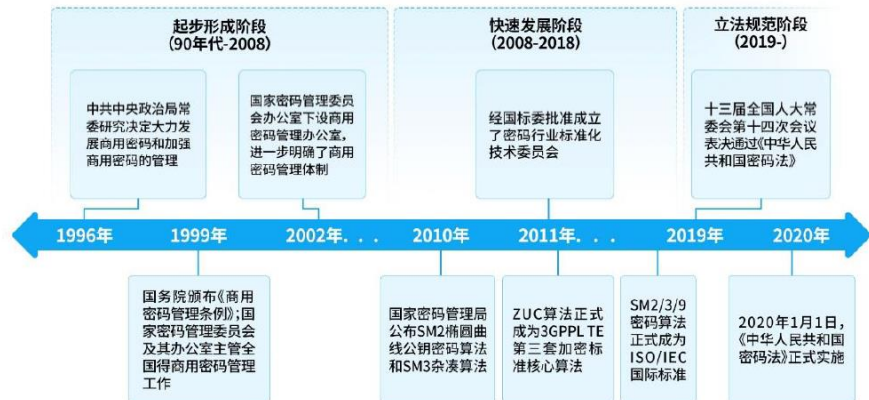 起步形成阶段
(90年代-2008)
快速发展阶段
(2008-2018)
立法规范阶段
(2019-)
中共中央政治局常
委研究决定大力发
展商用密码和加强
商用密码的管理
国家密码管理委员
会办公室下设商用
密码管理办公室，
进一步明确了商用
密码管理体制
经国标委批准成立
了密码行业标准化
技术委员会
十三届全国人大常
委会第十四次会议
表决通过《中华人民
共和国密码法》
1996年
1999年
2002年. . .
2010年
2011年. . .
2019年
2020年
国务院颁布《商用
密码管理条例》；国
家密码管理委员会
及其办公室主管全
国得商用密码管理
工作
国家密码管理局
公布SM2椭圆曲
线公钥密码算法
和SM3杂凑算法
ZUC算法正式
成为3GPPL TE
第三套加密标
准核心算法
SM2/3/9
密码算法
正式成为
ISO/IEC
国际标准
2020年1月1日，
《中华人民共和国
密码法》正式实施